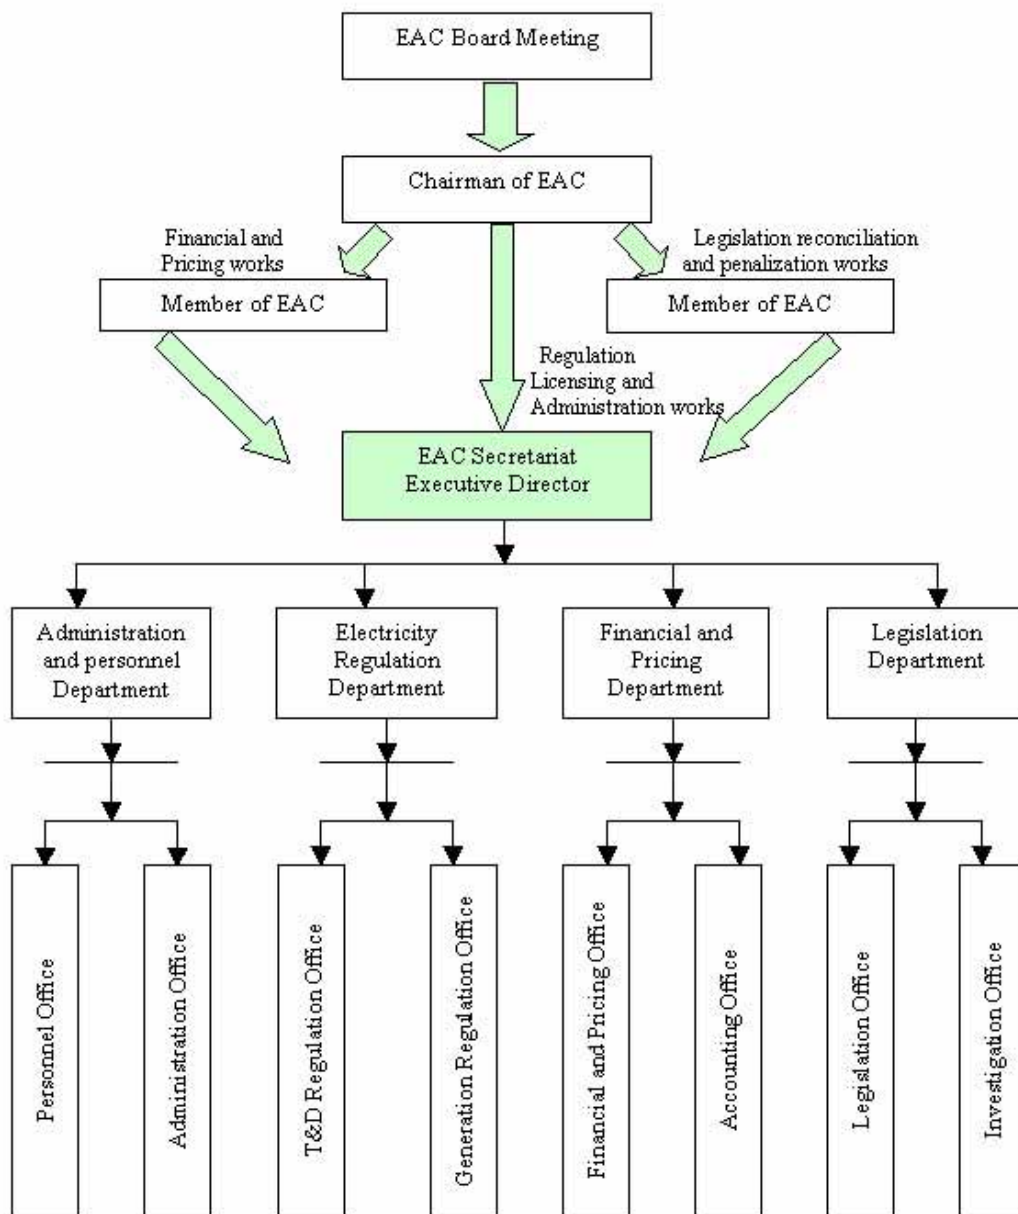 EAC Board Meeting
Chairman of EAC
Financial and
Pricing works
Legislation reconciliation
and penalization works
Member of EAC
Member of EAC
Regulation
Licensing and
Administration works
EAC Secretariat
Executive Director
Administration
and personnel
Department
Electricity
Regulation
Department
Financial and
Pricing
Department
Legislation
Department
Personnel Office
Administration Office
T&D Regulation Office
Generation Regulation Office
Financial and Pricing Office
Accounting Office
Legislation Office
Investigation Office